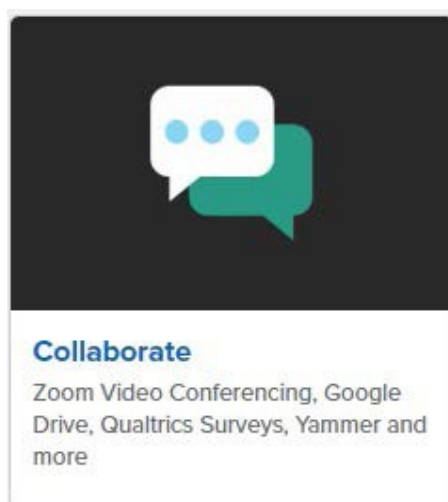 Collaborate
Zoom Video Conferencing, Google
Drive, Qualtrics Surveys, Yammer and
more